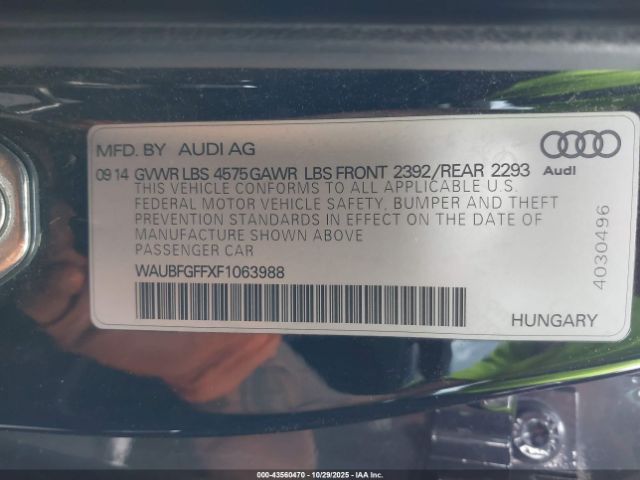 MFD. BY AUDI AG
09 14 GVWR LBS 4575 GAWR LBS FRONT 2392/REAR 2293
THIS VEHICLE CONFORMS TO ALL APPLICABLE U.S.
FEDERAL MOTOR VEHICLE SAFETY, BUMPER AND THEFT
PREVENTION STANDARDS IN EFFECT ON THE DATE OF
MANUFACTURE SHOWN ABOVE
PASSENGER CAR
WAUBFGFFXF1063988
Audi
4030496
HUNGARY
000-43560470 - 10/29/2025 - IAA Inc.